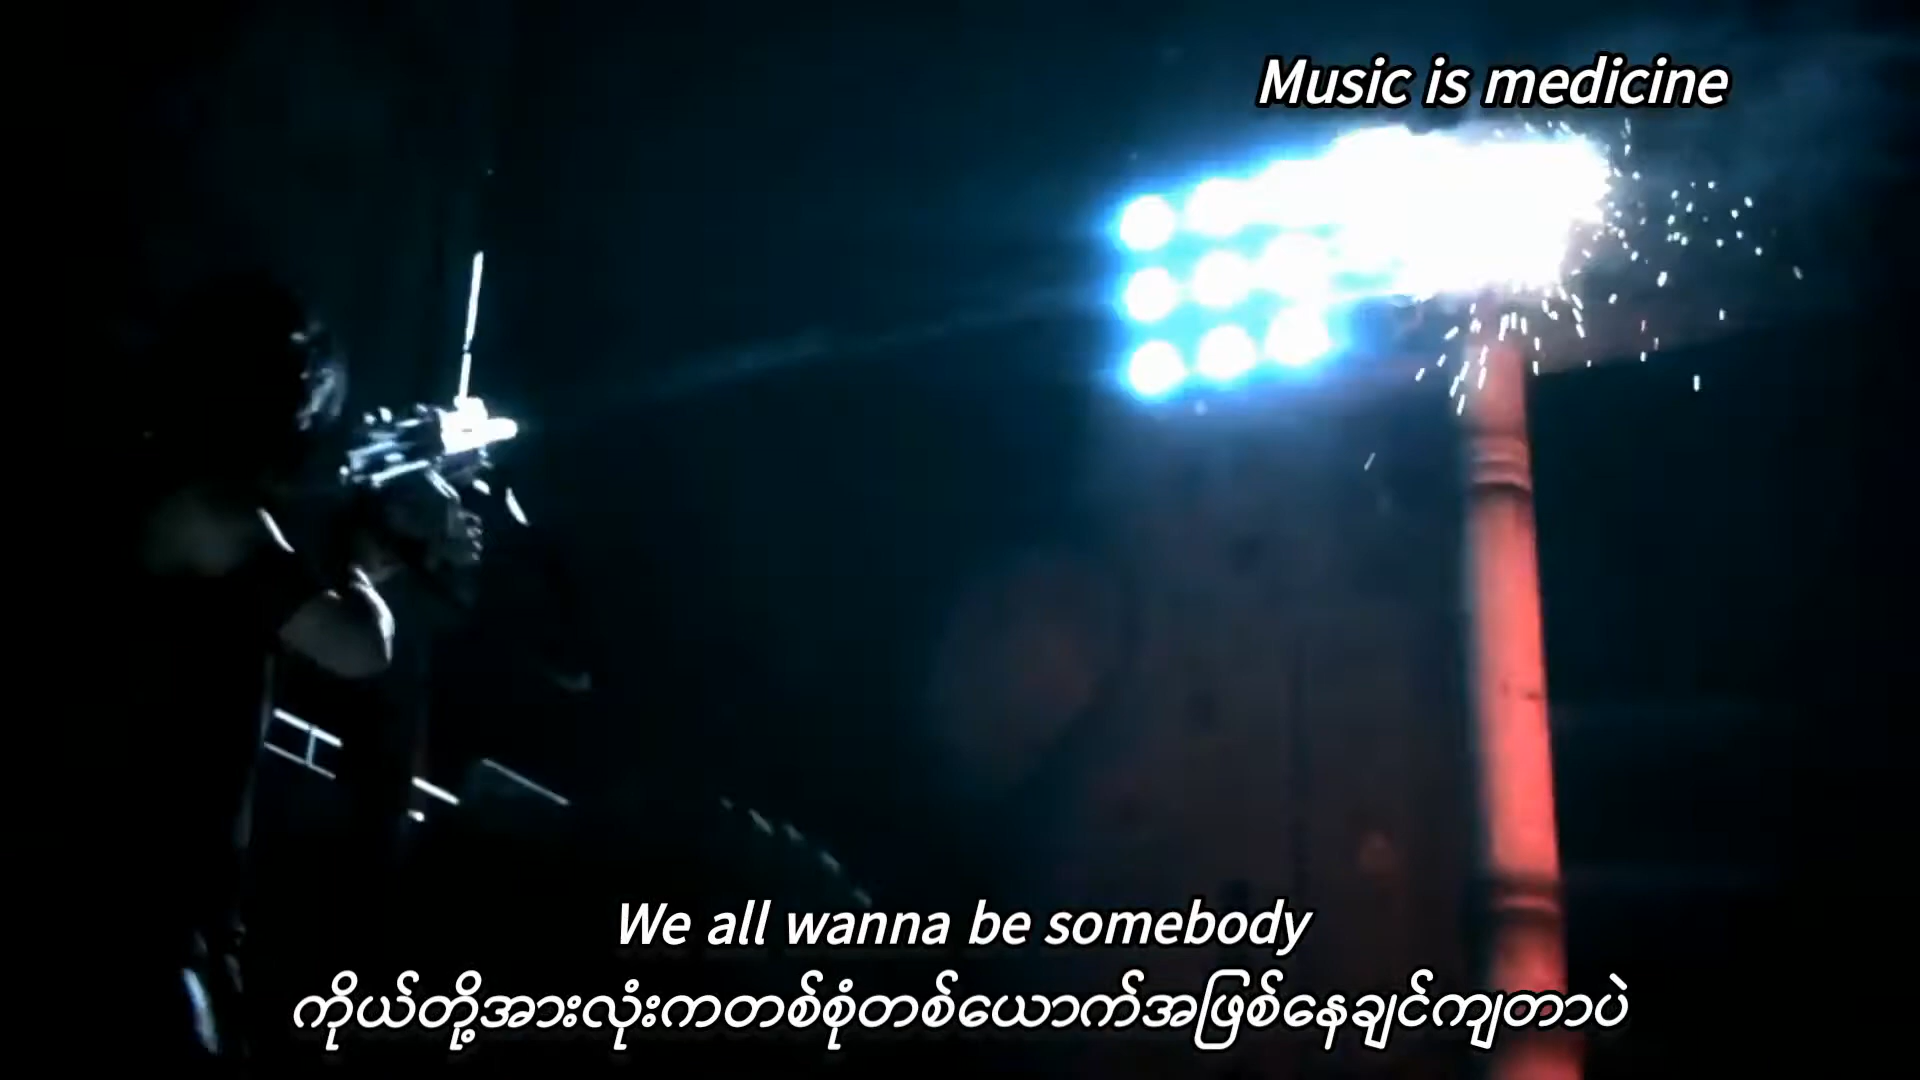 Music is medicine
We all wanna be somebody
ကိုယ်တို့အားလုံးကတစ်စုံတစ်ယောက်အဖြစ်နေချင်ကျတာပဲ